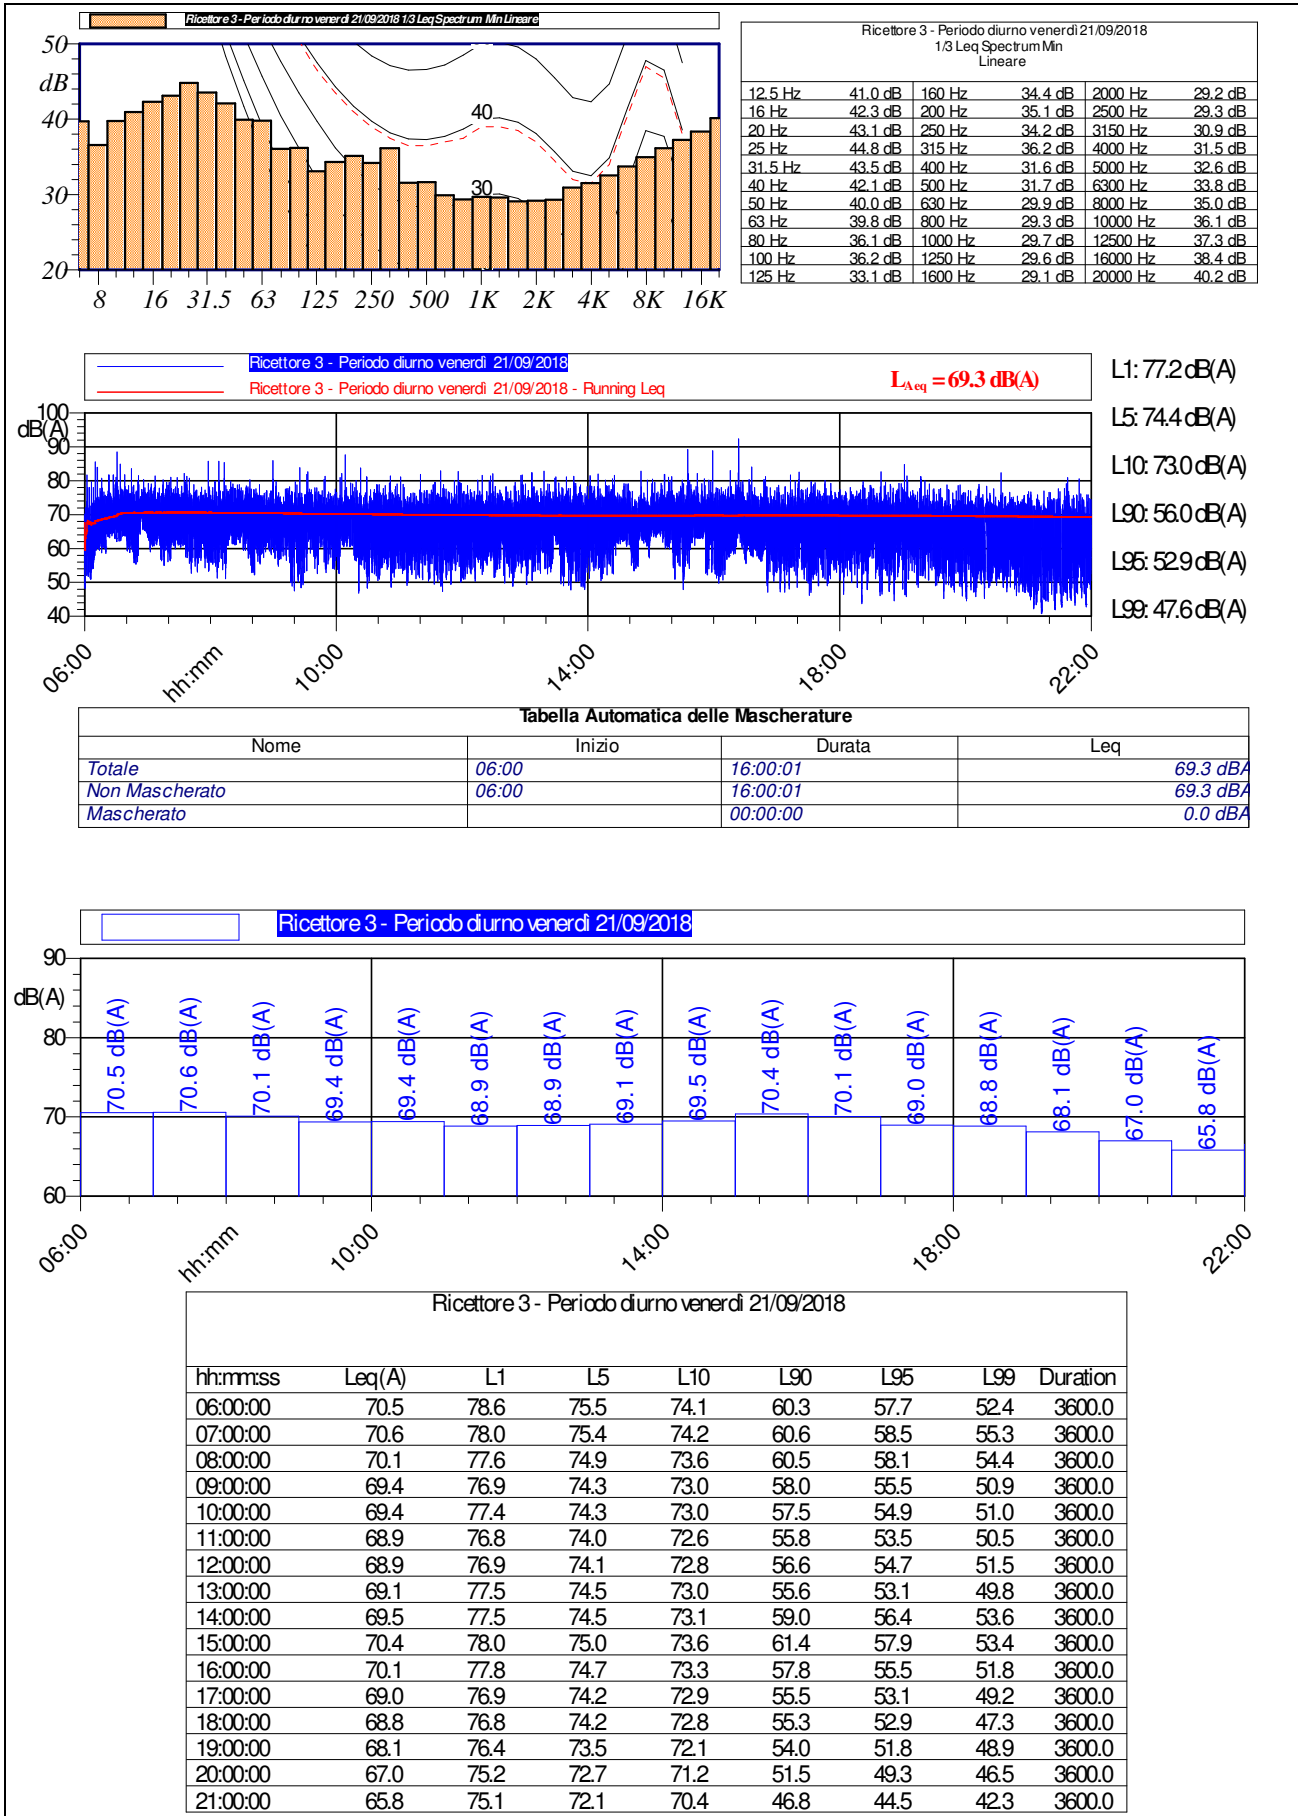 Ricettore 3 - Periodo diurno venerdì 21/09/2018 1/3 Leq Spectrum Min Lineare
50
dB
40
30
20
40
30
8 16 31.5 63 125 250 500 1K 2K 4K 8K 16K
Ricettore 3 - Periodo diurno venerdì 21/09/2018
1/3 Leq Spectrum Min
Lineare
12.5 Hz 41.0 dB 160 Hz 34.4 dB 2000 Hz 29.2 dB
16 Hz 42.3 dB 200 Hz 35.1 dB 2500 Hz 29.3 dB
20 Hz 43.1 dB 250 Hz 34.2 dB 3150 Hz 30.9 dB
25 Hz 44.8 dB 315 Hz 36.2 dB 4000 Hz 31.5 dB
31.5 Hz 43.5 dB 400 Hz 31.6 dB 5000 Hz 32.6 dB
40 Hz 42.1 dB 500 Hz 31.7 dB 6300 Hz 33.8 dB
50 Hz 40.0 dB 630 Hz 29.9 dB 8000 Hz 35.0 dB
63 Hz 39.8 dB 800 Hz 29.3 dB 10000 Hz 36.1 dB
80 Hz 36.1 dB 1000 Hz 29.7 dB 12500 Hz 37.3 dB
100 Hz 36.2 dB 1250 Hz 29.6 dB 16000 Hz 38.4 dB
125 Hz 33.1 dB 1600 Hz 29.1 dB 20000 Hz 40.2 dB
Ricettore 3 - Periodo diurno venerdì 21/09/2018
Ricettore 3 - Periodo diurno venerdì 21/09/2018 - Running Leq
LAeq = 69.3 dB(A)
L1: 77.2 dB(A)
L5: 74.4 dB(A)
L10: 73.0 dB(A)
L90: 56.0 dB(A)
L95: 52.9 dB(A)
L99: 47.6 dB(A)
100
dB(A)
90
80
70
60
50
40
06:00 hh:mm 10:00 14:00 18:00 22:00
Tabella Automatica delle Mascherature
Nome Inizio Durata Leq
Totale 06:00 16:00:01 69.3 dBA
Non Mascherato 06:00 16:00:01 69.3 dBA
Mascherato 00:00:00 0.0 dBA
Ricettore 3 - Periodo diurno venerdì 21/09/2018
90
dB(A)
80
70
60
70.5 dB(A) 70.6 dB(A) 70.1 dB(A) 69.4 dB(A) 69.4 dB(A) 68.9 dB(A) 68.9 dB(A) 69.1 dB(A) 69.5 dB(A) 70.4 dB(A) 70.1 dB(A) 69.0 dB(A) 68.8 dB(A) 68.1 dB(A) 67.0 dB(A) 65.8 dB(A)
06:00 hh:mm 10:00 14:00 18:00 22:00
Ricettore 3 - Periodo diurno venerdì 21/09/2018
hh:mm:ss Leq(A) L1 L5 L10 L90 L95 L99 Duration
06:00:00 70.5 78.6 75.5 74.1 60.3 57.7 52.4 3600.0
07:00:00 70.6 78.0 75.4 74.2 60.6 58.5 55.3 3600.0
08:00:00 70.1 77.6 74.9 73.6 60.5 58.1 54.4 3600.0
09:00:00 69.4 76.9 74.3 73.0 58.0 55.5 50.9 3600.0
10:00:00 69.4 77.4 74.3 73.0 57.5 54.9 51.0 3600.0
11:00:00 68.9 76.8 74.0 72.6 55.8 53.5 50.5 3600.0
12:00:00 68.9 76.9 74.1 72.8 56.6 54.7 51.5 3600.0
13:00:00 69.1 77.5 74.5 73.0 55.6 53.1 49.8 3600.0
14:00:00 69.5 77.5 74.5 73.1 59.0 56.4 53.6 3600.0
15:00:00 70.4 78.0 75.0 73.6 61.4 57.9 53.4 3600.0
16:00:00 70.1 77.8 74.7 73.3 57.8 55.5 51.8 3600.0
17:00:00 69.0 76.9 74.2 72.9 55.5 53.1 49.2 3600.0
18:00:00 68.8 76.8 74.2 72.8 55.3 52.9 47.3 3600.0
19:00:00 68.1 76.4 73.5 72.1 54.0 51.8 48.9 3600.0
20:00:00 67.0 75.2 72.7 71.2 51.5 49.3 46.5 3600.0
21:00:00 65.8 75.1 72.1 70.4 46.8 44.5 42.3 3600.0